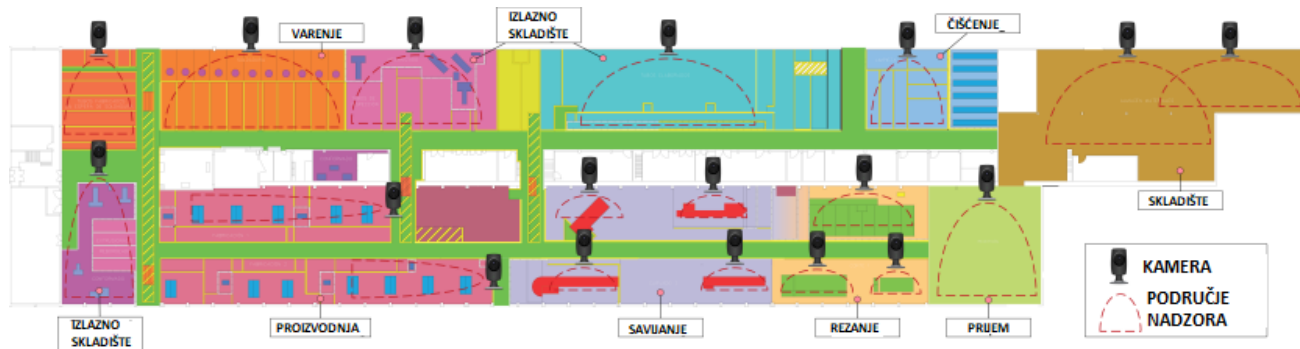 VARENJE
IZLAZNO
SKLADIŠTE
ČIŠĆENJE_
SKLADIŠTE
KAMERA
PODRUČJE
NADZORA
IZLAZNO
SKLADIŠTE
PROIZVODNJA
SAVIJANJE
REZANJE
PRIJEM